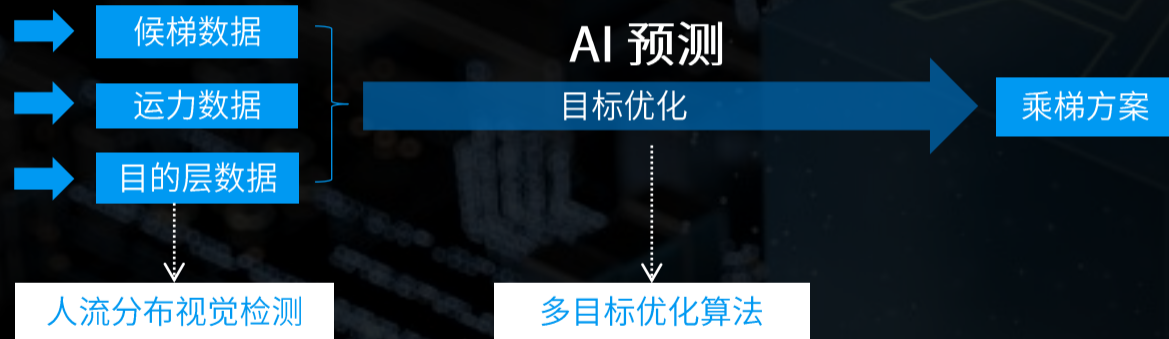 候梯数据
运力数据
目的层数据
AI 预测
目标优化
乘梯方案
人流分布视觉检测
多目标优化算法